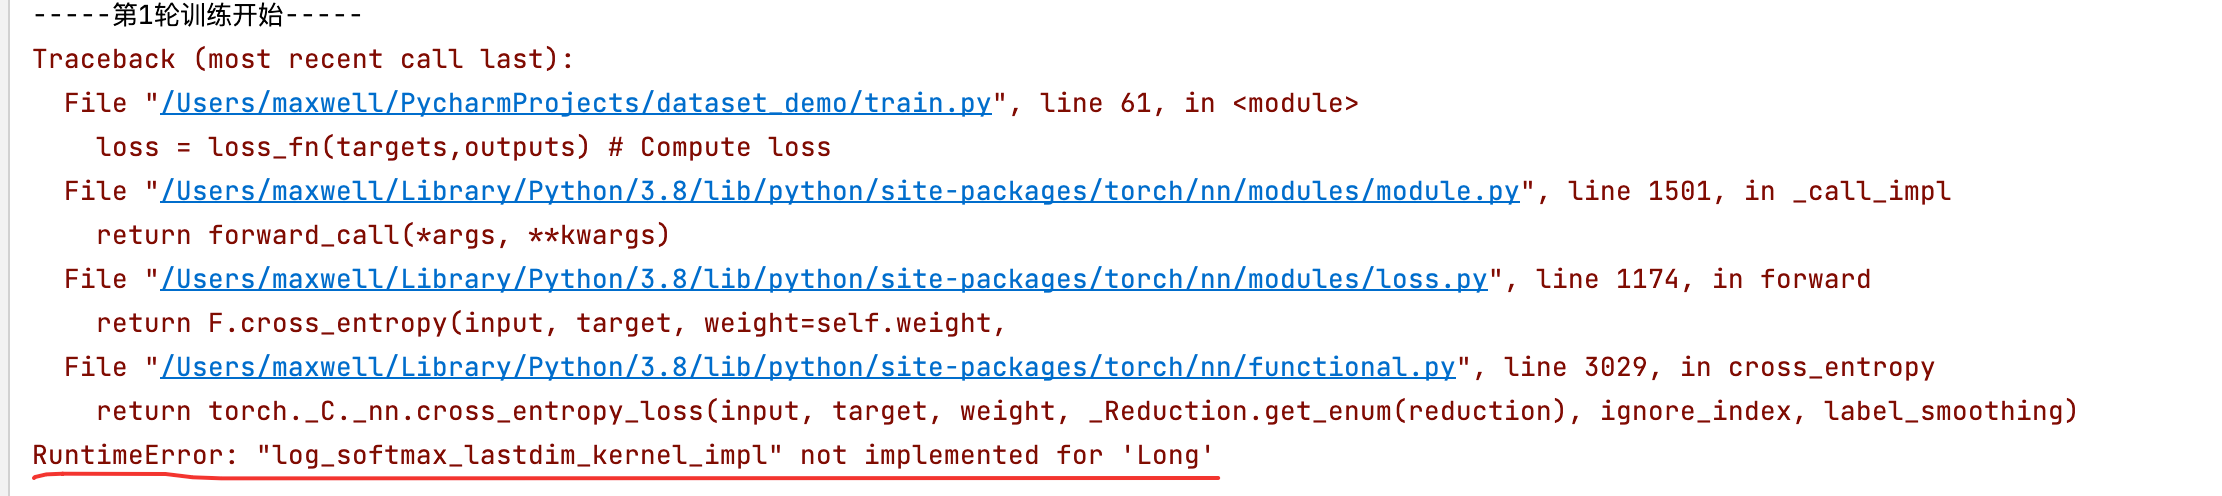 -----第1轮训练开始-----
Traceback (most recent call last):
  File "/Users/maxwell/PycharmProjects/dataset_demo/train.py", line 61, in <module>
    loss = loss_fn(targets,outputs) # Compute loss
  File "/Users/maxwell/Library/Python/3.8/lib/python/site-packages/torch/nn/modules/module.py", line 1501, in _call_impl
    return forward_call(*args, **kwargs)
  File "/Users/maxwell/Library/Python/3.8/lib/python/site-packages/torch/nn/modules/loss.py", line 1174, in forward
    return F.cross_entropy(input, target, weight=self.weight,
  File "/Users/maxwell/Library/Python/3.8/lib/python/site-packages/torch/nn/functional.py", line 3029, in cross_entropy
    return torch._C._nn.cross_entropy_loss(input, target, weight, _Reduction.get_enum(reduction), ignore_index, label_smoothing)
RuntimeError: "log_softmax_lastdim_kernel_impl" not implemented for 'Long'